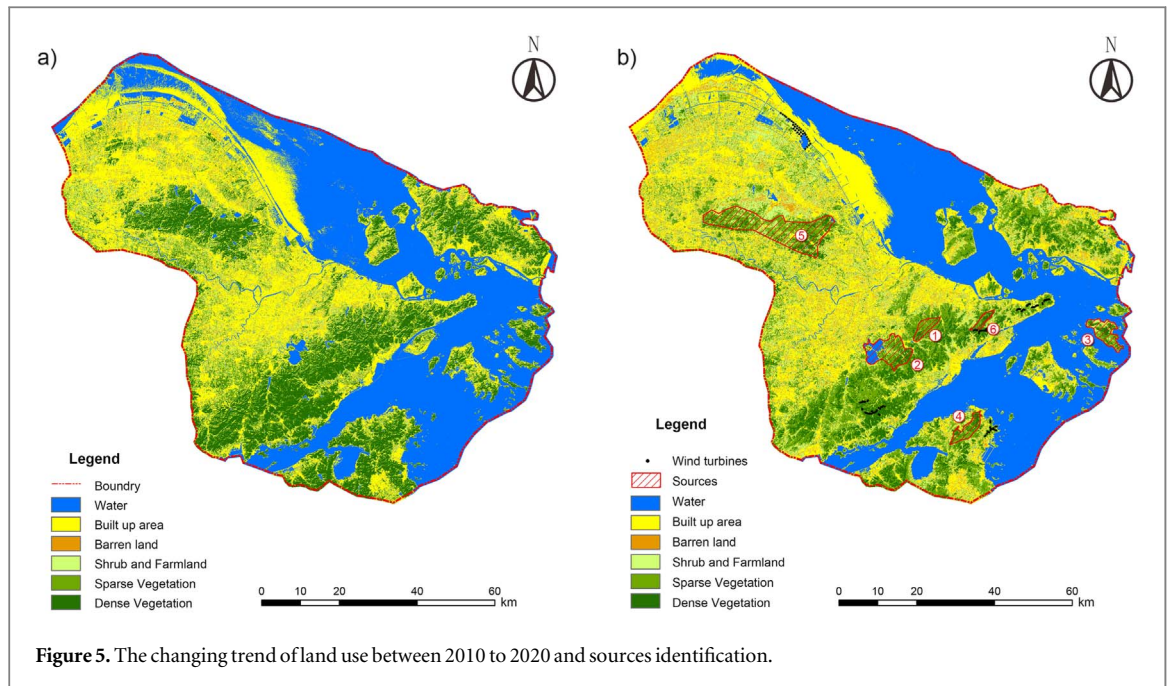 a)
N
Legend
Boundry
Water
Built up area
Barren land
Shrub and Farmland
Sparse Vegetation
Dense Vegetation
0 10 20 40 60
km
b)
N
5
1
6
3
2
4
Legend
Wind turbines
Sources
Water
Built up area
Barren land
Shrub and Farmland
Sparse Vegetation
Dense Vegetation
0 10 20 40 60
km
Figure 5. The changing trend of land use between 2010 to 2020 and sources identification.